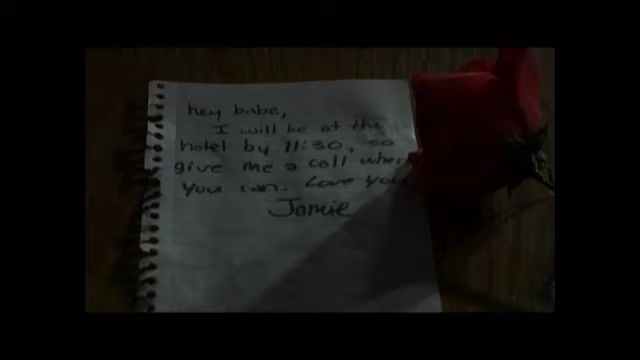 hey babe,
I will be at the
hotel by 11:30, so
give me a call when
you can. Love you
Jamie